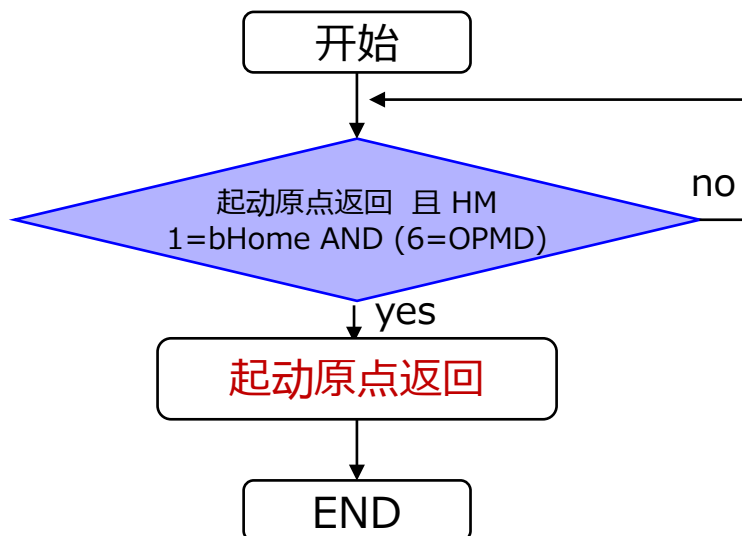 开始
起动原点返回 且 HM
1=bHome AND (6=OPMD)
no
yes
起动原点返回
END